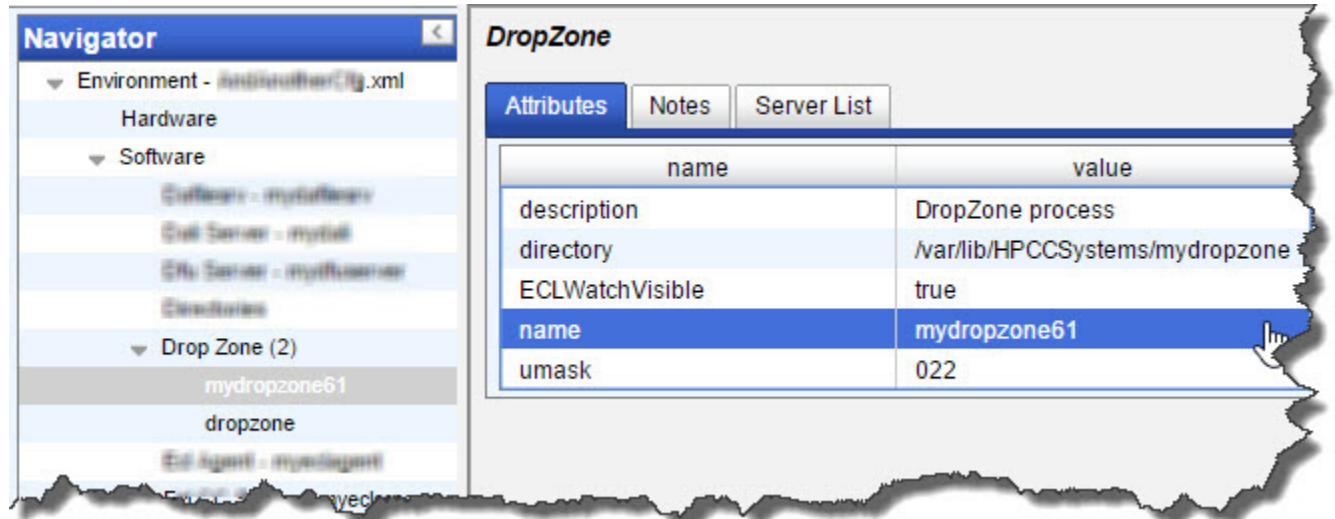 Navigator
Environment - .xml
Hardware
Software
Drop Zone (2)
mydropzone61
dropzone
DropZone
Attributes Notes Server List
name value
description DropZone process
directory /var/lib/HPCCSystems/mydropzone
ECLWatchVisible true
name mydropzone61
umask 022